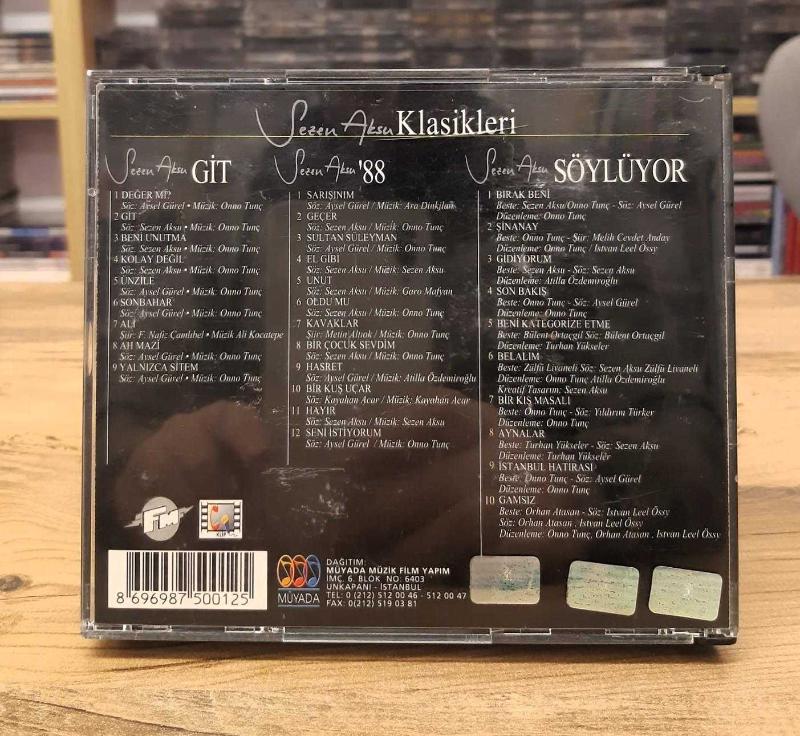 Sezen Aksu Klasikleri
Sezen Aksu GİT
1 DEĞER Mİ?
Söz: Aysel Gürel • Müzik: Onno Tunç
2 GİT
Söz: Sezen Aksu • Müzik: Onno Tunç
3 BENİ UNUTMA
Söz: Sezen Aksu • Müzik: Onno Tunç
4 KOLAY DEĞİL
Söz: Sezen Aksu • Müzik: Onno Tunç
5 ÜNZİLE
Söz: Aysel Gürel • Müzik: Onno Tunç
6 SONBAHAR
Söz: Aysel Gürel • Müzik: Onno Tunç
7 ALİ
Şiir: F. Nafiz Çamlıbel • Müzik Ali Kocatepe
8 AH MAZİ
Söz: Aysel Gürel • Müzik: Onno Tunç
9 YALNIZCA SİTEM
Söz: Aysel Gürel • Müzik: Onno Tunç
Sezen Aksu '88
1 SARIŞINIM
Söz: Aysel Gürel / Müzik: Ara Dinkjian
2 GEÇER
Söz: Sezen Aksu / Müzik: Onno Tunç
3 SULTAN SÜLEYMAN
Söz: Aysel Gürel / Müzik: Onno Tunç
4 EL GİBİ
Söz: Sezen Aksu / Müzik: Sezen Aksu
5 UNUT
Söz: Sezen Aksu / Müzik: Garo Mafyan
6 OLDU MU
Söz: Sezen Aksu / Müzik: Onno Tunç
7 KAVAKLAR
Şiir: Metin Altıok / Müzik: Onno Tunç
8 BİR ÇOCUK SEVDİM
Söz: Sezen Aksu / Müzik: Onno Tunç
9 HASRET
Söz: Aysel Gürel / Müzik: Atilla Özdemiroğlu
10 BİR KUŞ UÇAR
Söz: Kayahan Acar / Müzik: Kayahan Acar
11 HAYIR
Söz: Sezen Aksu / Müzik: Sezen Aksu
12 SENİ İSTİYORUM
Söz: Aysel Gürel / Müzik: Onno Tunç
Sezen Aksu SÖYLÜYOR
1 BIRAK BENİ
Beste: Sezen Aksu/Onno Tunç - Söz: Aysel Gürel
Düzenleme: Onno Tunç
2 ŞİNANAY
Beste: Onno Tunç - Şiir: Melih Cevdet Anday
Düzenleme: Onno Tunç / Istvan Leel Össy
3 GİDİYORUM
Beste: Sezen Aksu - Söz: Sezen Aksu
Düzenleme: Atilla Özdemiroğlu
4 SON BAKIŞ
Beste: Onno Tunç - Söz: Aysel Gürel
Düzenleme: Onno Tunç
5 BENİ KATEGORİZE ETME
Beste: Bülent Ortaçgil Söz: Bülent Ortaçgil
Düzenleme: Turhan Yükseler
6 BELALIM
Beste: Zülfü Livaneli Söz: Sezen Aksu Zülfü Livaneli
Düzenleme: Onno Tunç Atilla Özdemiroğlu
Kreatif Tasarım: Sezen Aksu
7 BİR KIŞ MASALI
Beste: Onno Tunç - Söz: Yıldırım Türker
Düzenleme: Onno Tunç
8 AYNALAR
Beste: Turhan Yükseler - Söz: Sezen Aksu
Düzenleme: Turhan Yükseler
9 İSTANBUL HATIRASI
Beste: Onno Tunç - Söz: Aysel Gürel
Düzenleme: Onno Tunç
10 GAMSIZ
Beste: Orhan Atasan - Söz: Istvan Leel Össy
Söz: Orhan Atasan , Istvan Leel Össy
Düzenleme: Onno Tunç, Orhan Atasan , Istvan Leel Össy
FM
KLİP
8 696987 500125
MÜYADA
DAĞITIM:
MÜYADA MÜZİK FİLM YAPIM
İMÇ. 6. BLOK NO: 6403
UNKAPANI - İSTANBUL
TEL: 0 (212) 512 00 46 - 512 00 47
FAX: 0(212) 519 03 81